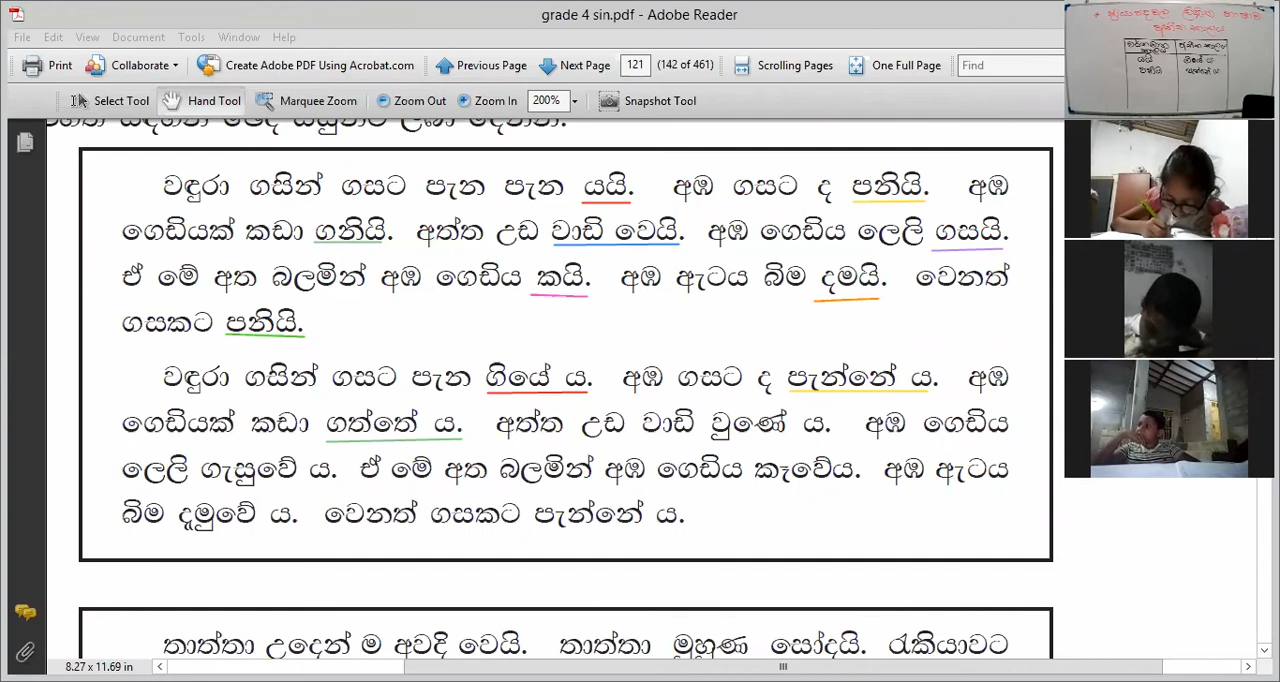 grade 4 sin.pdf - Adobe Reader
File Edit View Document Tools Window Help
Print Collaborate Create Adobe PDF Using Acrobat.com Previous Page Next Page 121 (142 of 461) Scrolling Pages One Full Page Find
Select Tool Hand Tool Marquee Zoom Zoom Out Zoom In 200% Snapshot Tool
වඳුරා ගසින් ගසට පැන පැන යයි. අඹ ගසට ද පනියි. අඹ
ගෙඩියක් කඩා ගනියි. අත්ත උඩ වාඩි වෙයි. අඹ ගෙඩිය ලෙලි ගසයි.
ඒ මේ අත බලමින් අඹ ගෙඩිය කයි. අඹ ඇටය බිම දමයි. වෙනත්
ගසකට පනියි.
වඳුරා ගසින් ගසට පැන ගියේ ය. අඹ ගසට ද පැන්නේ ය. අඹ
ගෙඩියක් කඩා ගත්තේ ය. අත්ත උඩ වාඩි වුණේ ය. අඹ ගෙඩිය
ලෙලි ගැසුවේ ය. ඒ මේ අත බලමින් අඹ ගෙඩිය කෑවේය. අඹ ඇටය
බිම දැමුවේ ය. වෙනත් ගසකට පැන්නේ ය.
තාත්තා උදෙන් ම අවදි වෙයි. තාත්තා මුහුණ සෝදයි. රැකියාවට
8.27 x 11.69 in